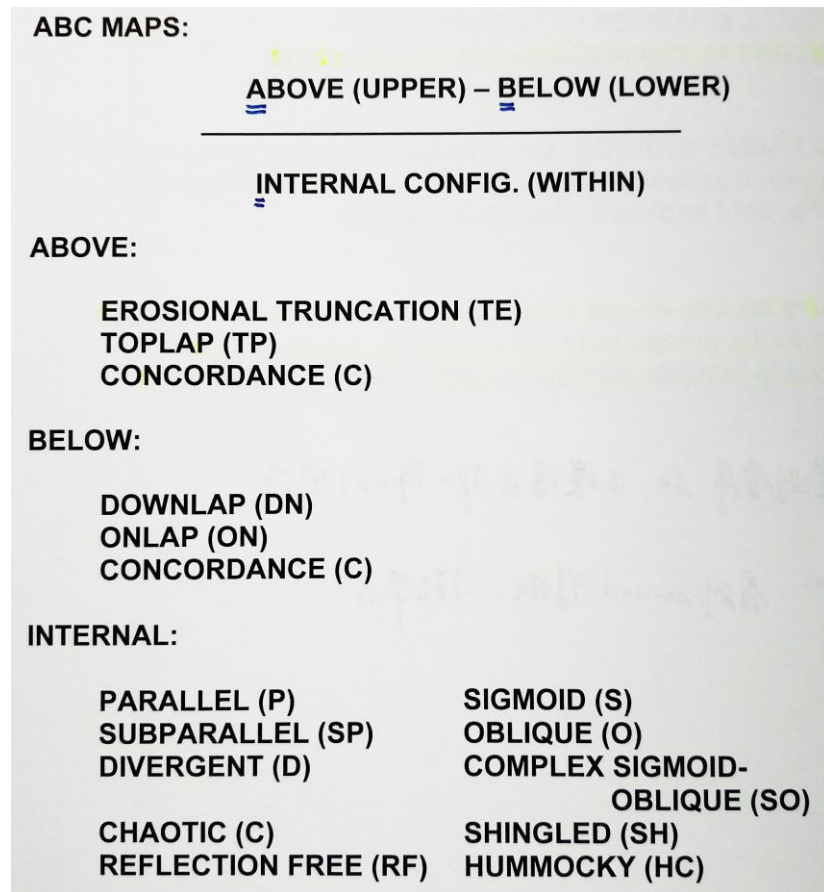 ABC MAPS:
ABOVE (UPPER) – BELOW (LOWER)
INTERNAL CONFIG. (WITHIN)
ABOVE:
EROSIONAL TRUNCATION (TE)
TOPLAP (TP)
CONCORDANCE (C)
BELOW:
DOWNLAP (DN)
ONLAP (ON)
CONCORDANCE (C)
INTERNAL:
PARALLEL (P) SIGMOID (S)
SUBPARALLEL (SP) OBLIQUE (O)
DIVERGENT (D) COMPLEX SIGMOID-
OBLIQUE (SO)
CHAOTIC (C) SHINGLED (SH)
REFLECTION FREE (RF) HUMMOCKY (HC)